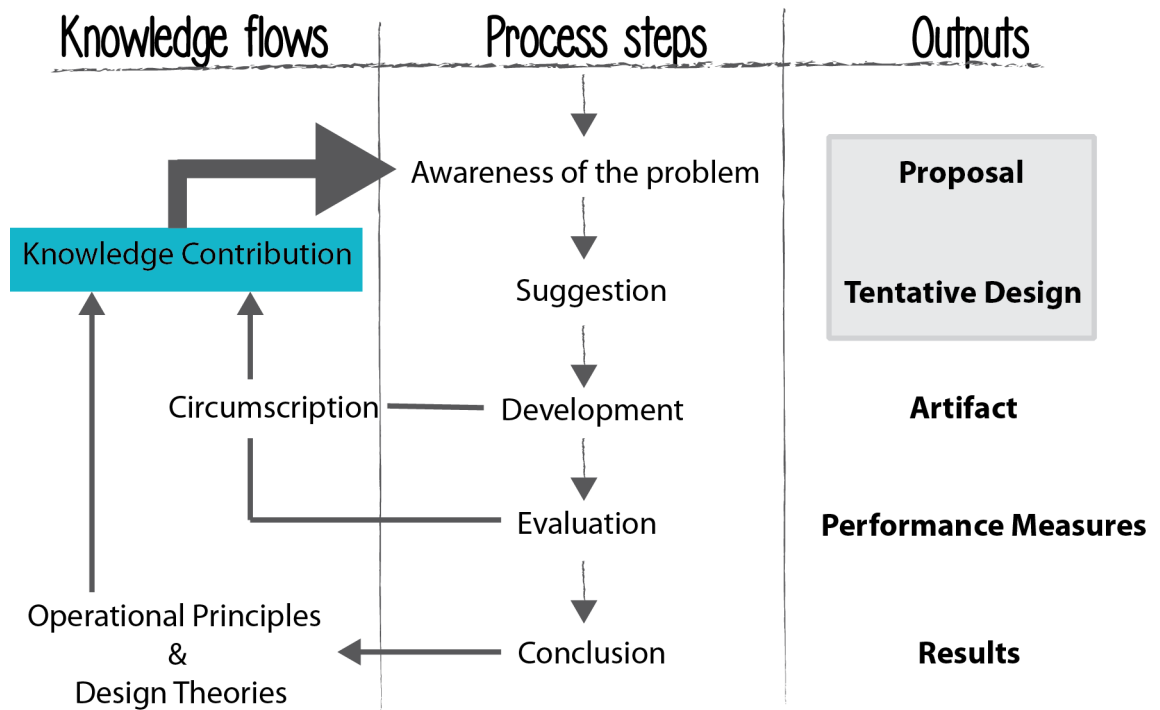 Knowledge flows
Process steps
Outputs
Awareness of the problem
Proposal
Knowledge Contribution
Suggestion
Tentative Design
Circumscription
Development
Artifact
Evaluation
Performance Measures
Operational Principles
&
Design Theories
Conclusion
Results